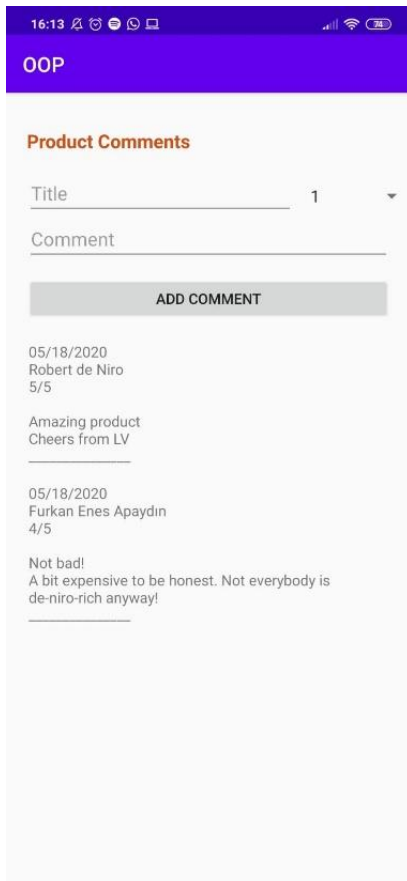 16:13 74
OOP
Product Comments
Title 1
Comment
ADD COMMENT
05/18/2020
Robert de Niro
5/5
Amazing product
Cheers from LV
05/18/2020
Furkan Enes Apaydın
4/5
Not bad!
A bit expensive to be honest. Not everybody is
de-niro-rich anyway!